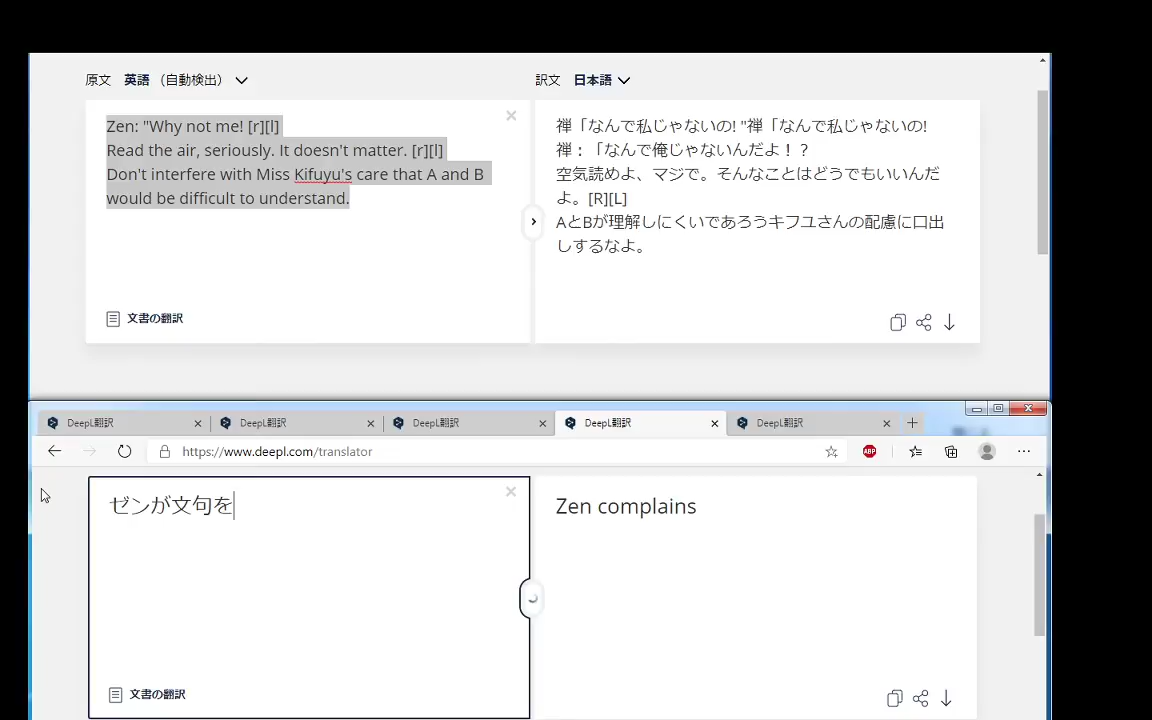 原文 英語 （自動検出）
訳文 日本語
Zen: "Why not me! [r][l]
Read the air, seriously. It doesn't matter. [r][l]
Don't interfere with Miss Kifuyu's care that A and B
would be difficult to understand.
文書の翻訳
禅「なんで私じゃないの! "禅「なんで私じゃないの!
禅：「なんで俺じゃないんだよ！？
空気読めよ、マジで。そんなことはどうでもいいんだ
よ。[R][L]
AとBが理解しにくいであろうキフユさんの配慮に口出
しするなよ。
DeepL翻訳
DeepL翻訳
DeepL翻訳
DeepL翻訳
DeepL翻訳
https://www.deepl.com/translator
ABP
ゼンが文句を
文書の翻訳
Zen complains